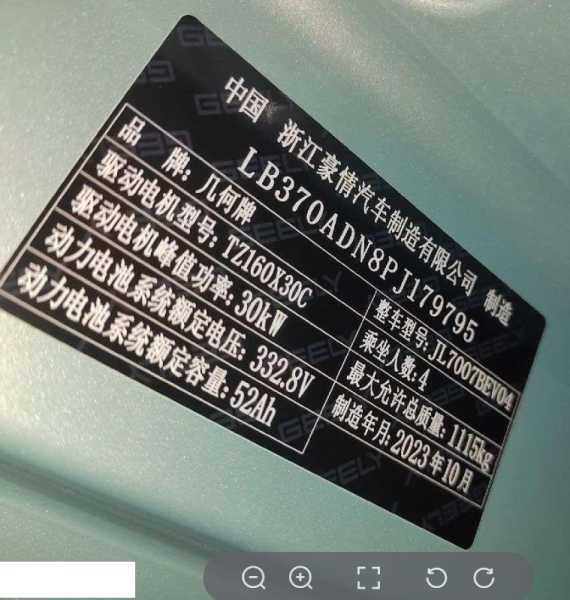 中国 浙江豪情汽车制造有限公司 制造
LB370ADN8PJ179795
品 牌: 几何牌
驱动电机型号: TZ160X30C
驱动电机峰值功率: 30kW
动力电池系统额定电压: 332.8V
动力电池系统额定容量: 52Ah
整车型号: JL7007BEV04
乘坐人数: 4
最大允许总质量: 1115kg
制造年月: 2023年10月
GEELY